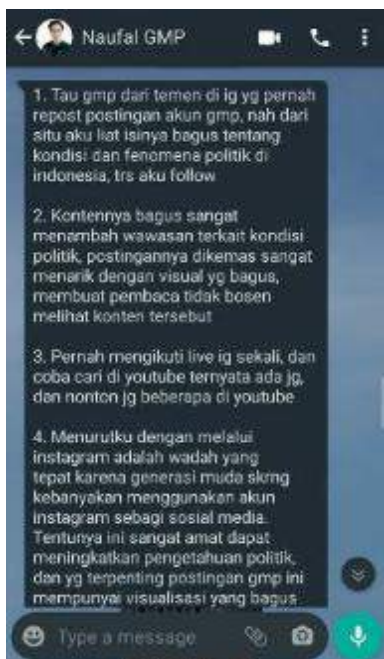 Naufal GMP
1. Tau gmp dari temen di ig yg pernah
repost postingan akun gmp, nah dari
situ aku liat isinya bagus tentang
kondisi dan fenomena politik di
indonesia, trs aku follow
2. Kontennya bagus sangat
menambah wawasan terkait kondisi
politik, postingannya dikemas sangat
menarik dengan visual yg bagus,
membuat pembaca tidak bosen
melihat konten tersebut
3. Pernah mengikuti live ig sekali, dan
coba cari di youtube ternyata ada jg,
dan nonton jg beberapa di youtube
4. Menurutku dengan melalui
instagram adalah wadah yang
tepat karena generasi muda skrng
kebanyakan menggunakan akun
instagram sebagi sosial media.
Tentunya ini sangat amat dapat
meningkatkan pengetahuan politik,
dan yg terpenting postingan gmp ini
mempunyai visualisasi yang bagus
Type a message